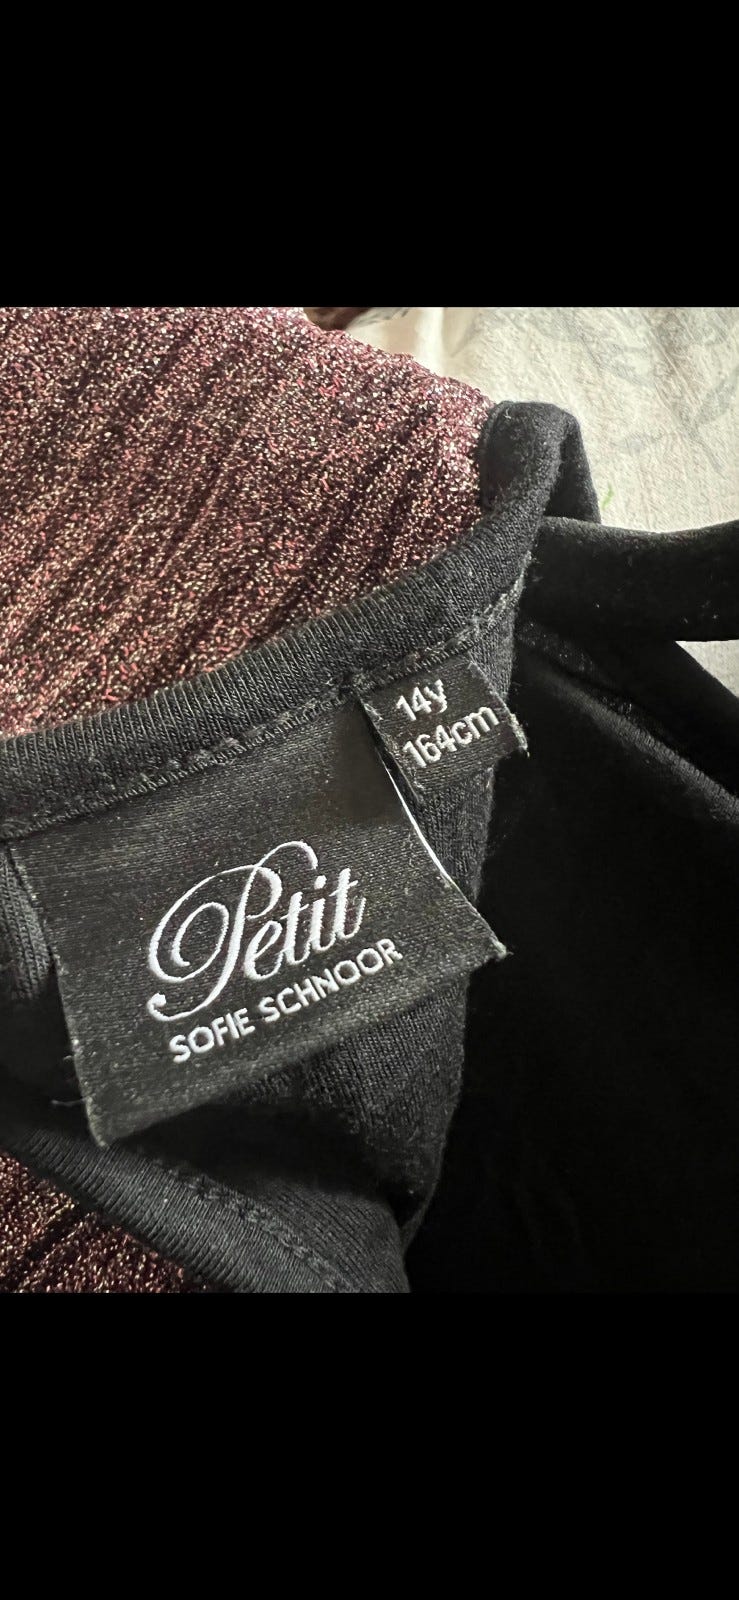 14y
164cm
Petit
SOFIE SCHNOOR